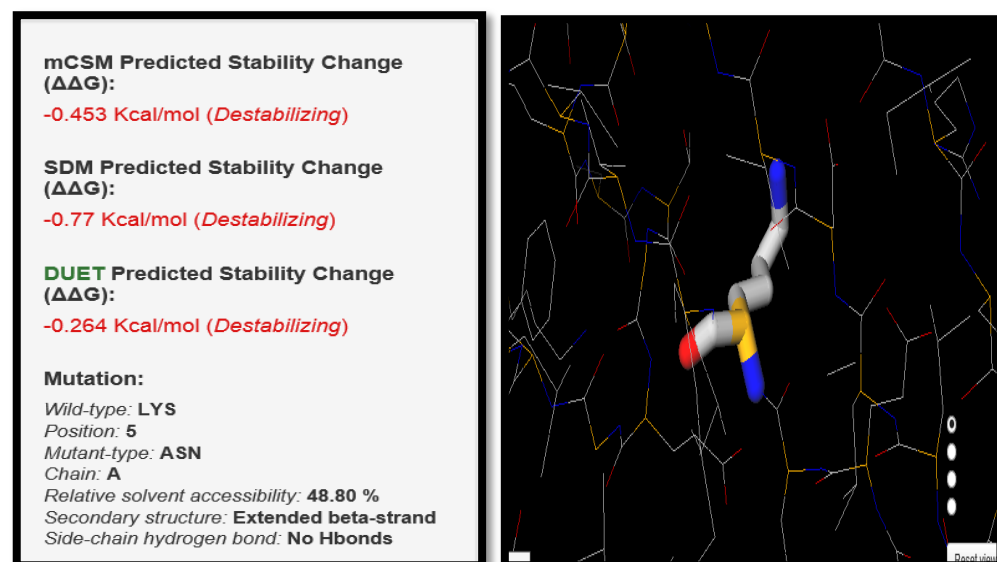 mCSM Predicted Stability Change
(ΔΔG):
-0.453 Kcal/mol (Destabilizing)
SDM Predicted Stability Change
(ΔΔG):
-0.77 Kcal/mol (Destabilizing)
DUET Predicted Stability Change
(ΔΔG):
-0.264 Kcal/mol (Destabilizing)
Mutation:
Wild-type: LYS
Position: 5
Mutant-type: ASN
Chain: A
Relative solvent accessibility: 48.80 %
Secondary structure: Extended beta-strand
Side-chain hydrogen bond: No Hbonds
Reset view